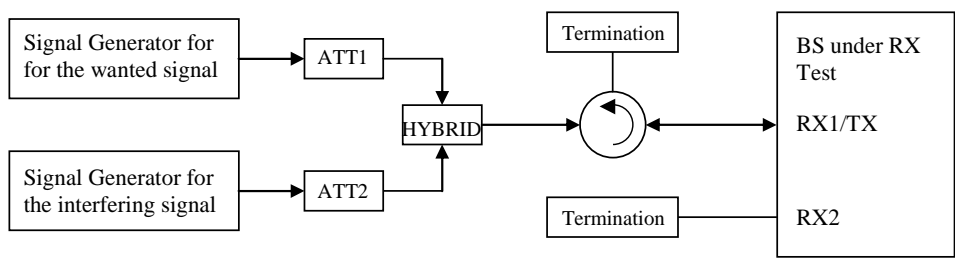 Signal Generator for
for the wanted signal
ATT1
HYBRID
Signal Generator for
the interfering signal
ATT2
Termination
Termination
BS under RX
Test
RX1/TX
RX2